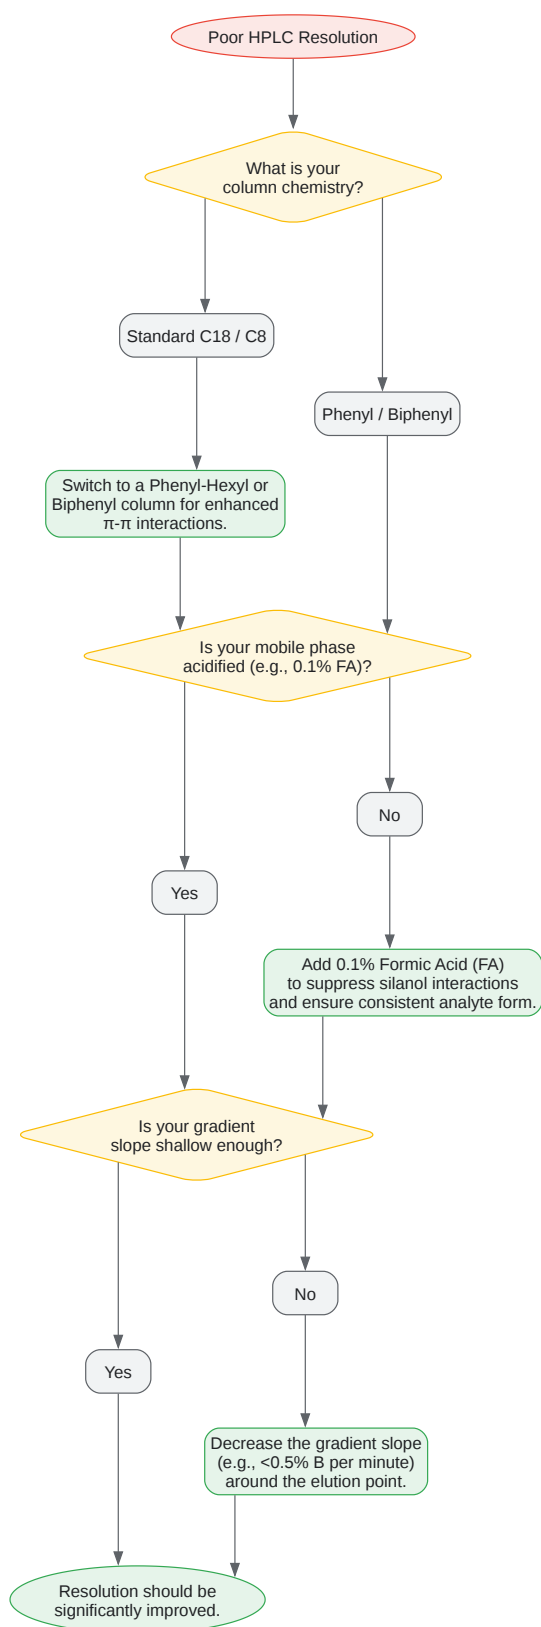 Poor HPLC Resolution
What is your
column chemistry?
Standard C18 / C8
Phenyl / Biphenyl
Switch to a Phenyl-Hexyl or
Biphenyl column for enhanced
π-π interactions.
Is your mobile phase
acidified (e.g., 0.1% FA)?
No
Yes
Add 0.1% Formic Acid (FA)
to suppress silanol interactions
and ensure consistent analyte form.
Is your gradient
slope shallow enough?
No
Yes
Decrease the gradient slope
(e.g., <0.5% B per minute)
around the elution point.
Resolution should be
significantly improved.